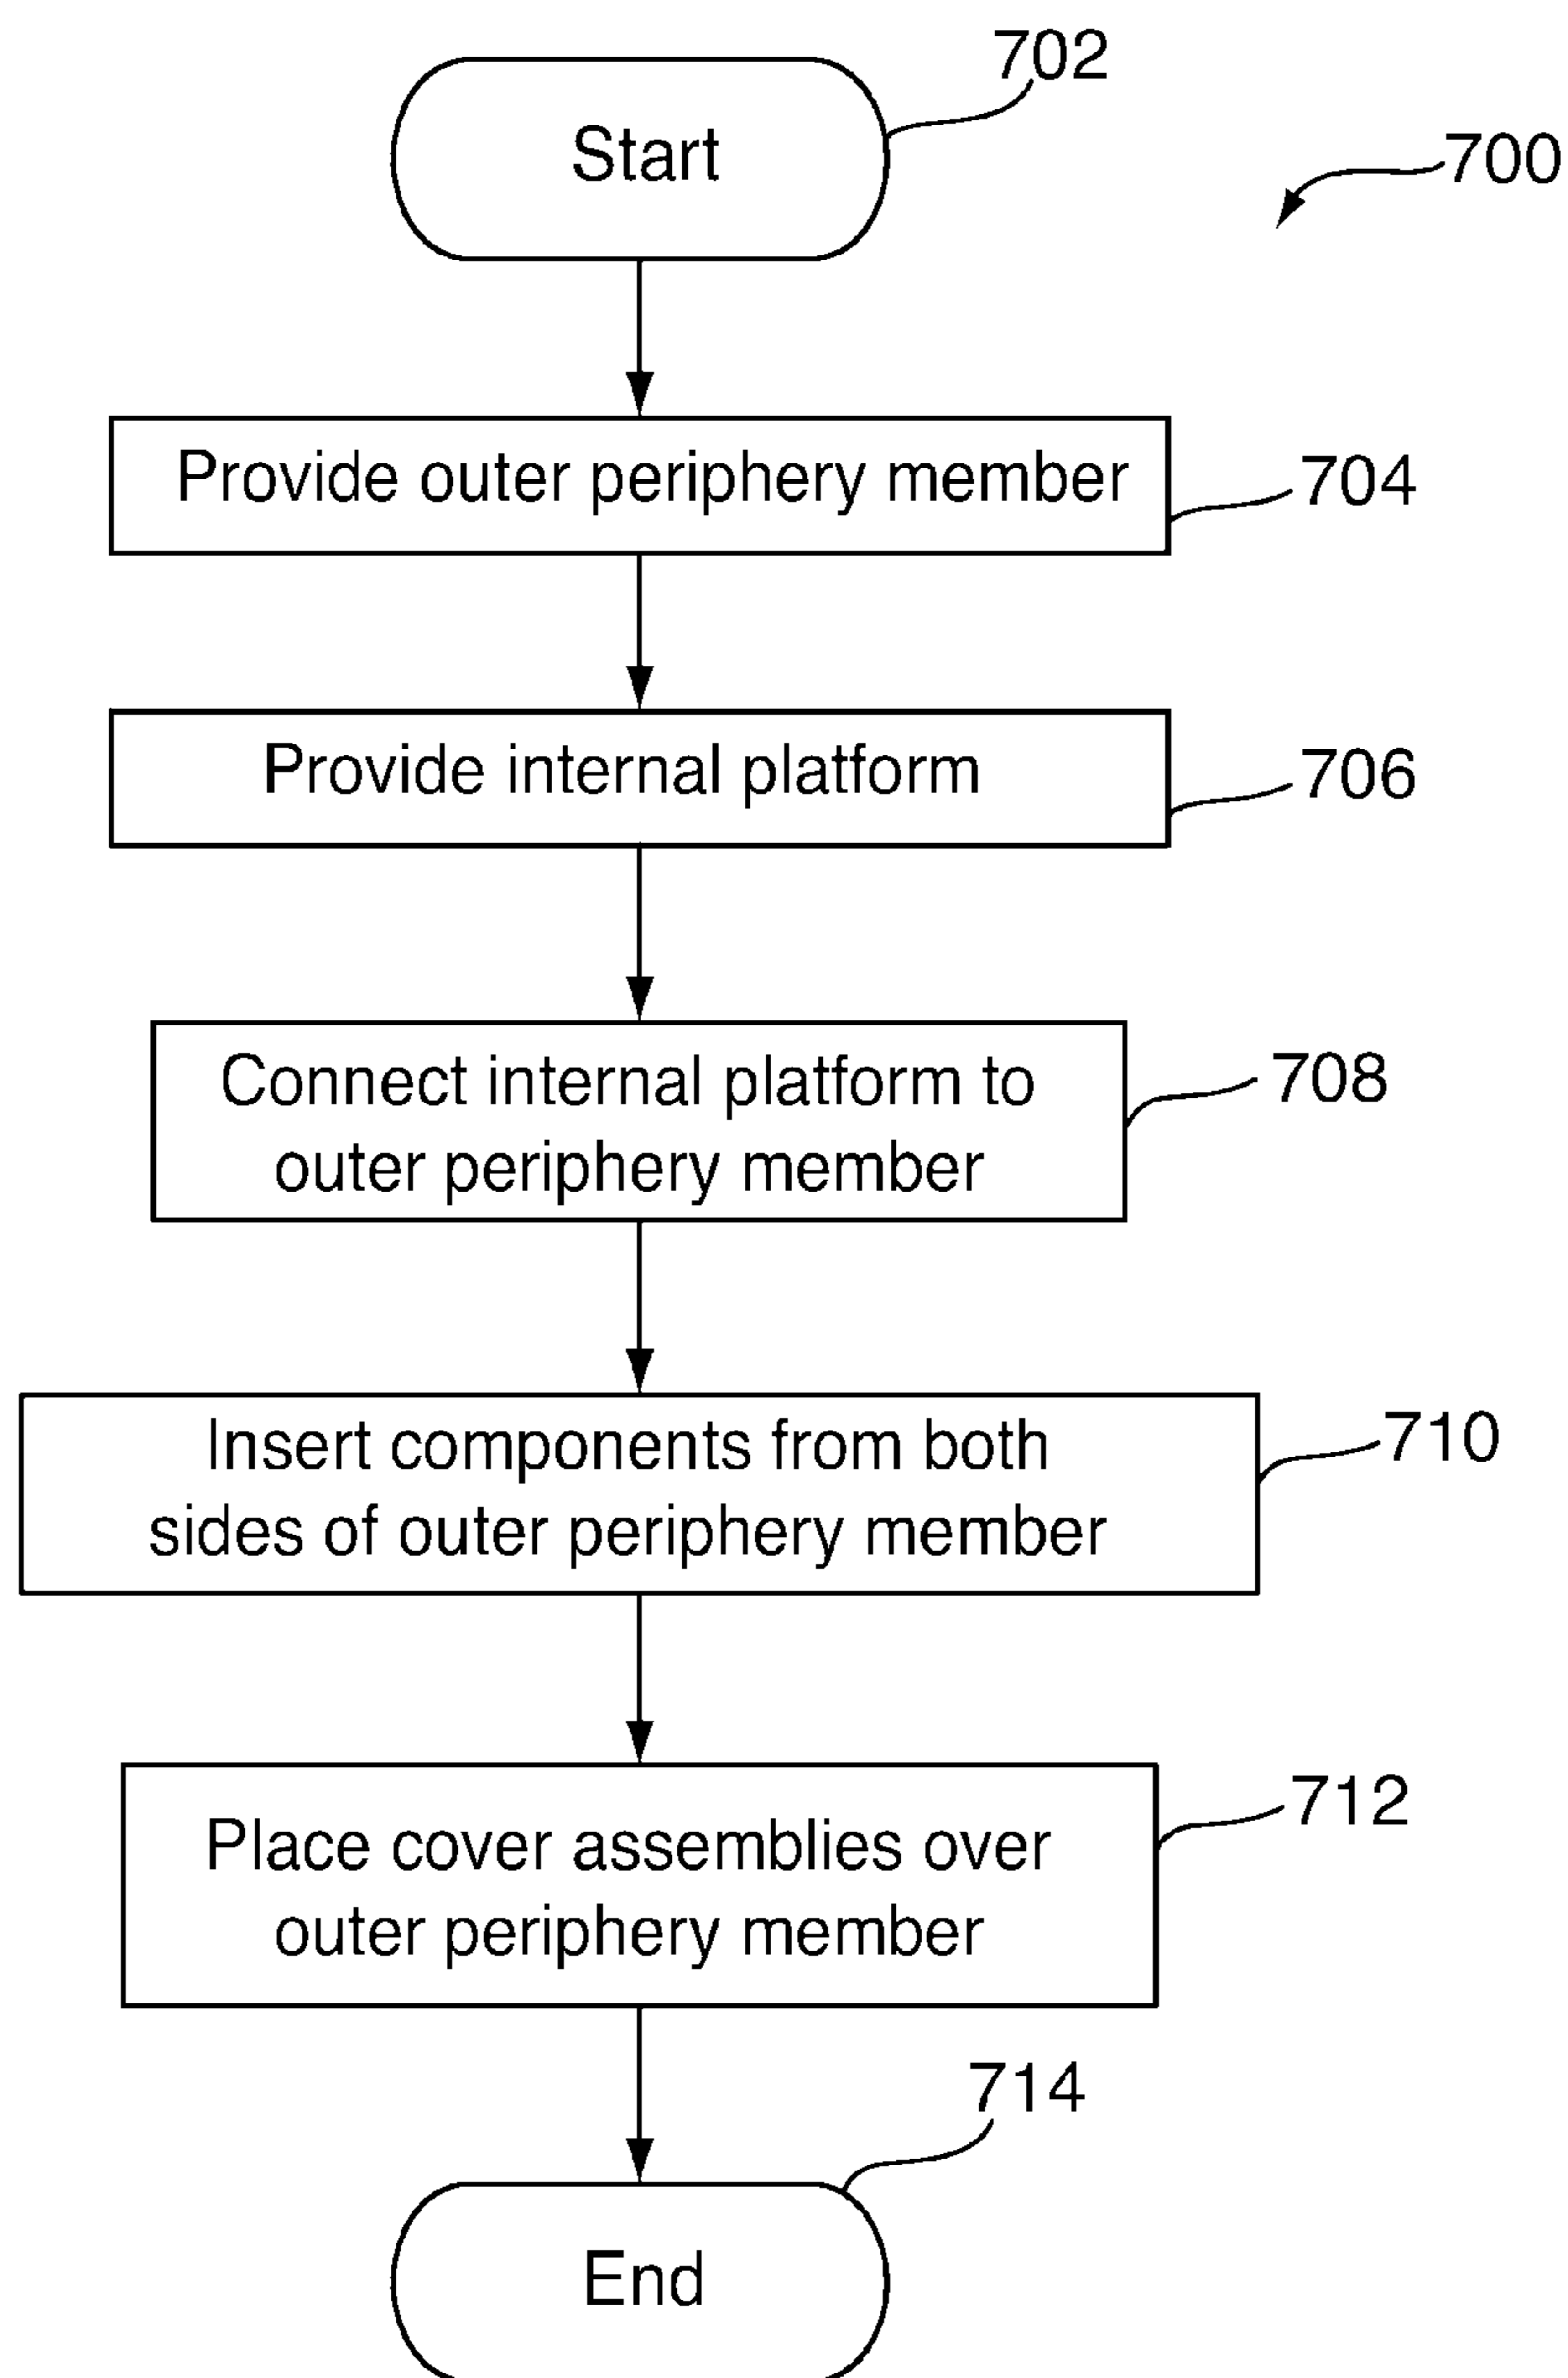 702
Start
700
Provide outer periphery member
704
Provide internal platform
706
Connect internal platform to
outer periphery member
708
Insert components from both
sides of outer periphery member
710
Place cover assemblies over
outer periphery member
712
714
End